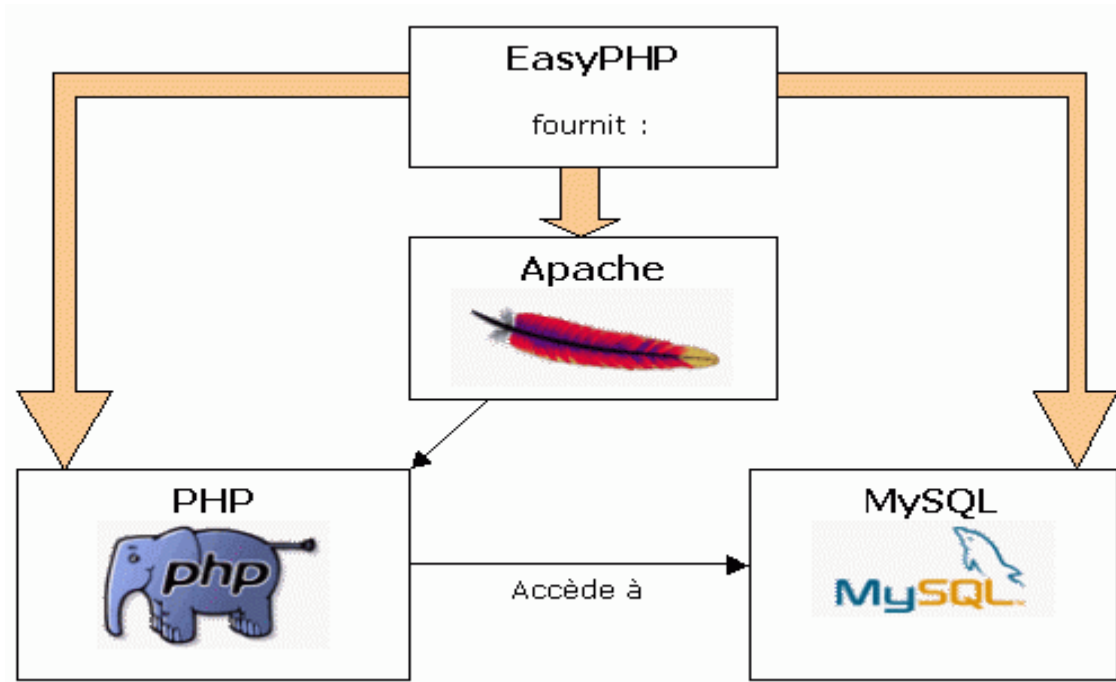 EasyPHP
fournit :
Apache
PHP
php
Accède à
MySQL
MySQL